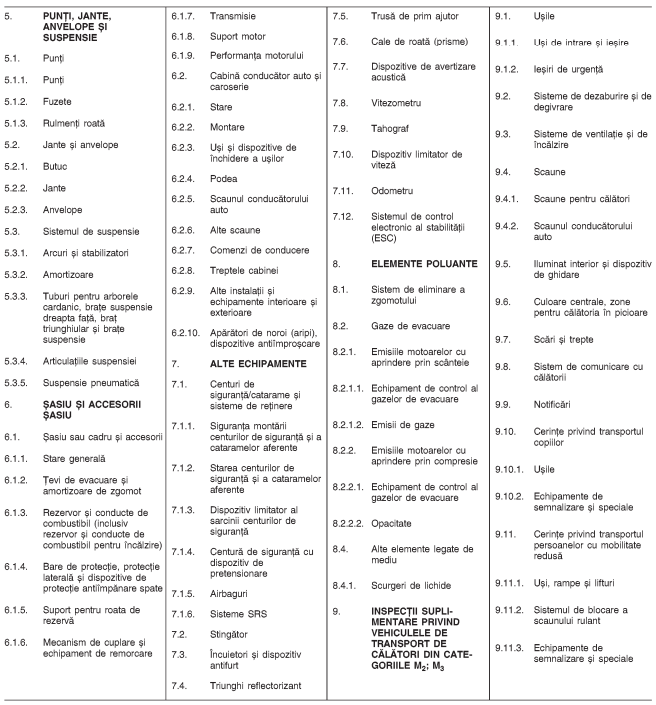 5. PUNȚI, JANTE,
ANVELOPE ȘI
SUSPENSIE
5.1. Punți
5.1.1. Punți
5.1.2. Fuzete
5.1.3. Rulmenți roată
5.2. Jante și anvelope
5.2.1. Butuc
5.2.2. Jante
5.2.3. Anvelope
5.3. Sistemul de suspensie
5.3.1. Arcuri și stabilizatori
5.3.2. Amortizoare
5.3.3. Tuburi pentru arborele
cardanic, brațe suspensie
dreapta față, braț
triunghiular și brațe
suspensie
5.3.4. Articulațiile suspensiei
5.3.5. Suspensie pneumatică
6. ȘASIU ȘI ACCESORII
ȘASIU
6.1. Șasiu sau cadru și accesorii
6.1.1. Stare generală
6.1.2. Țevi de evacuare și
amortizoare de zgomot
6.1.3. Rezervor și conducte de
combustibil (inclusiv
rezervor și conducte de
combustibil pentru încălzire)
6.1.4. Bare de protecție, protecție
laterală și dispozitive de
protecție antiîmpănare spate
6.1.5. Suport pentru roata de
rezervă
6.1.6. Mecanism de cuplare și
echipament de remorcare
6.1.7. Transmisie
6.1.8. Suport motor
6.1.9. Performanța motorului
6.2. Cabină conducător auto și
caroserie
6.2.1. Stare
6.2.2. Montare
6.2.3. Uși și dispozitive de
închidere a ușilor
6.2.4. Podea
6.2.5. Scaunul conducătorului
auto
6.2.6. Alte scaune
6.2.7. Comenzi de conducere
6.2.8. Treptele cabinei
6.2.9. Alte instalații și
echipamente interioare și
exterioare
6.2.10. Apărători de noroi (aripi),
dispozitive antiîmproșcare
7. ALTE ECHIPAMENTE
7.1. Centuri de
siguranță/catarame și
sisteme de reținere
7.1.1. Siguranța montării
centurilor de siguranță și a
cataramelor aferente
7.1.2. Starea centurilor de
siguranță și a cataramelor
aferente
7.1.3. Dispozitiv limitator al
sarcinii centurilor de
siguranță
7.1.4. Centură de siguranță cu
dispozitiv de
pretensionare
7.1.5. Airbaguri
7.1.6. Sisteme SRS
7.2. Stingător
7.3. Încuietori și dispozitiv
antifurt
7.4. Triunghi reflectorizant
7.5. Trusă de prim ajutor
7.6. Cale de roată (prisme)
7.7. Dispozitive de avertizare
acustică
7.8. Vitezometru
7.9. Tahograf
7.10. Dispozitiv limitator de
viteză
7.11. Odometru
7.12. Sistemul de control
electronic al stabilității
(ESC)
8. ELEMENTE POLUANTE
8.1. Sistem de eliminare a
zgomotului
8.2. Gaze de evacuare
8.2.1. Emisiile motoarelor cu
aprindere prin scânteie
8.2.1.1. Echipament de control al
gazelor de evacuare
8.2.1.2. Emisii de gaze
8.2.2. Emisiile motoarelor cu
aprindere prin compresie
8.2.2.1. Echipament de control al
gazelor de evacuare
8.2.2.2. Opacitate
8.4. Alte elemente legate de
mediu
8.4.1. Scurgeri de lichide
9. INSPECȚII SUPLI-
MENTARE PRIVIND
VEHICULELE DE
TRANSPORT DE
CĂLĂTORI DIN CATE-
GORIILE M2; M3
9.1. Ușile
9.1.1. Uși de intrare și ieșire
9.1.2. Ieșiri de urgență
9.2. Sisteme de dezaburire și de
degivrare
9.3. Sisteme de ventilație și de
încălzire
9.4. Scaune
9.4.1. Scaune pentru călători
9.4.2. Scaunul conducătorului
auto
9.5. Iluminat interior și dispozitiv
de ghidare
9.6. Culoare centrale, zone
pentru călătoria în picioare
9.7. Scări și trepte
9.8. Sistem de comunicare cu
călătorii
9.9. Notificări
9.10. Cerințe privind transportul
copiilor
9.10.1. Ușile
9.10.2. Echipamente de
semnalizare și speciale
9.11. Cerințe privind transportul
persoanelor cu mobilitate
redusă
9.11.1. Uși, rampe și lifturi
9.11.2. Sistemul de blocare a
scaunului rulant
9.11.3. Echipamente de
semnalizare și speciale